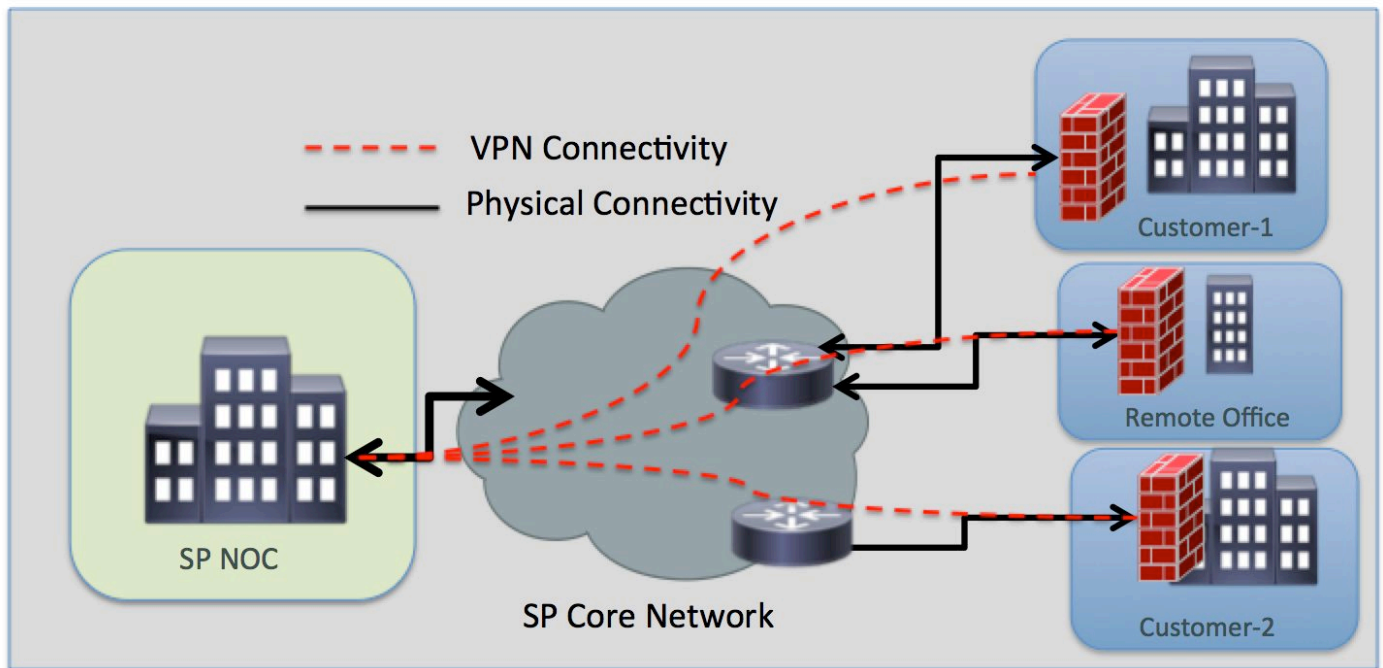 VPN Connectivity
Physical Connectivity
Customer-1
Remote Office
SP NOC
SP Core Network
Customer-2